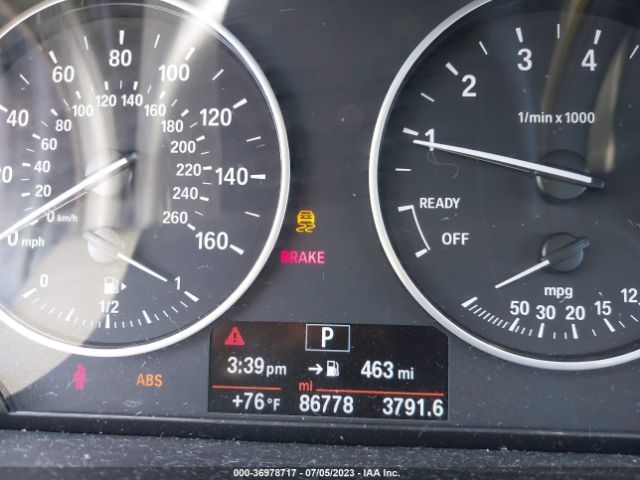 40 60 80 100 120 140 160
20 40 60 80 100 120 140 160 180 200 220 240 260
0 km/h
0 mph
20
0 1/2 1
BRAKE
ABS
1 2 3 4
1/min x 1000
READY
OFF
50 30 20 15 12
mpg
P
3:39 pm 463 mi
mi
+76 °F 86778 3791.6
000-36978717 - 07/05/2023 - IAA Inc.